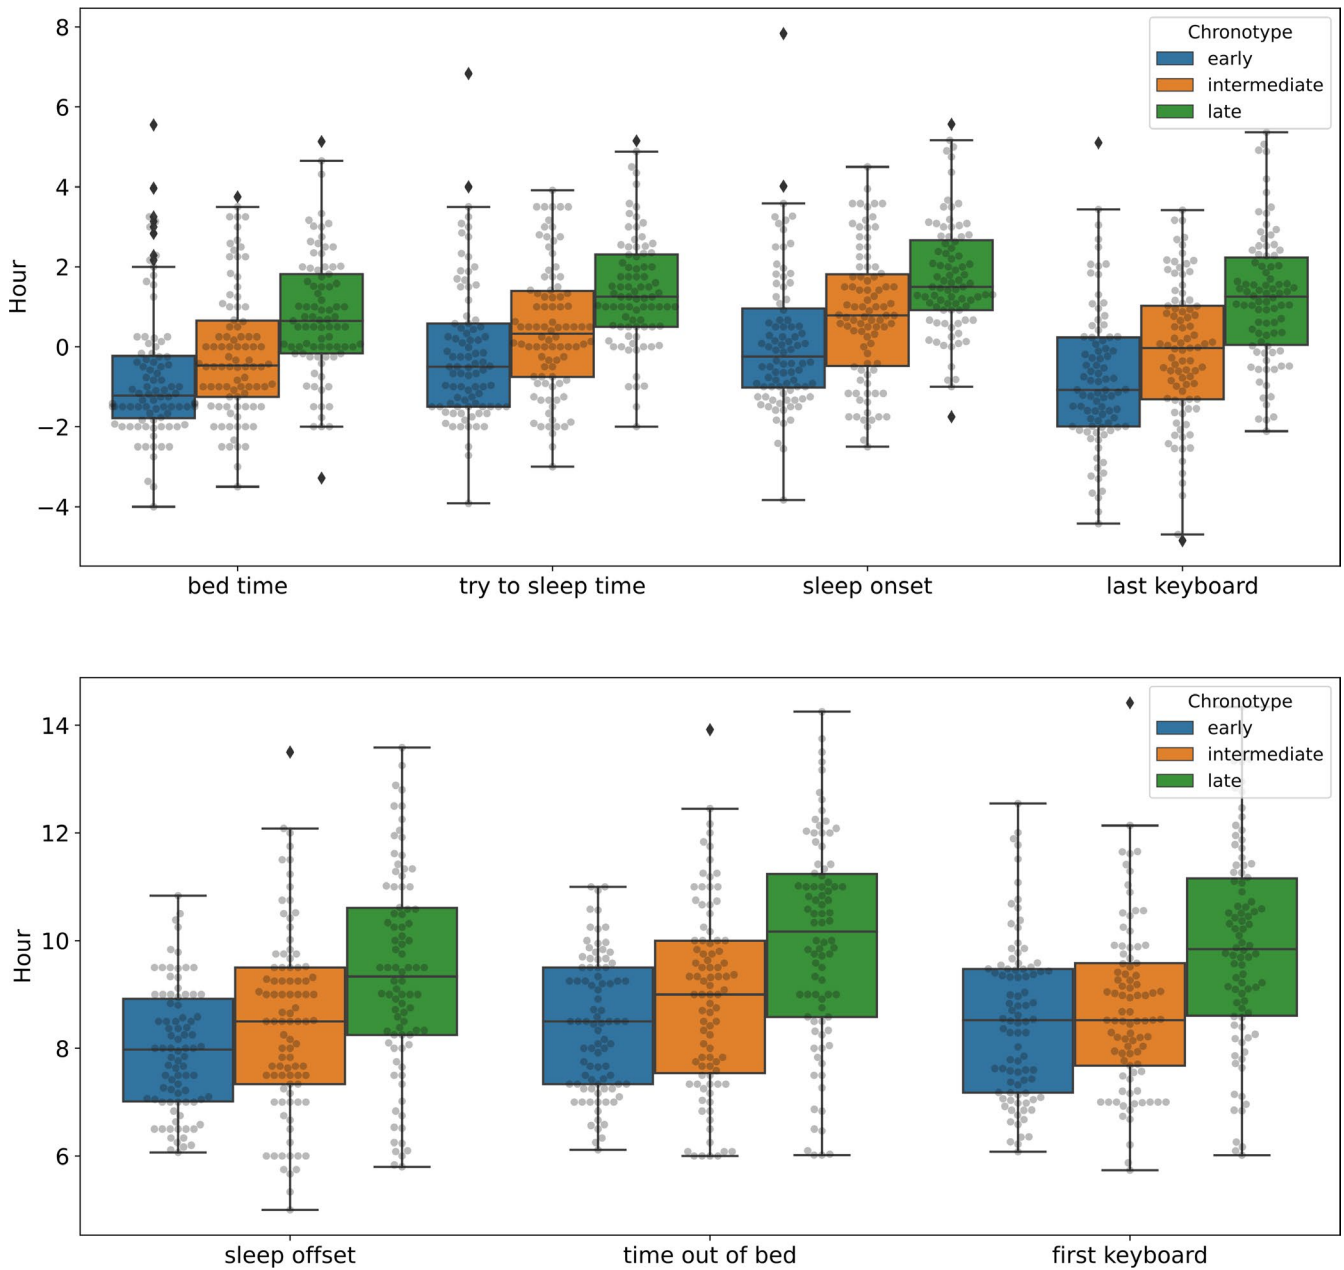 Chronotype
early
intermediate
late
8
6
4
2
0
−2
−4
Hour
bed time
try to sleep time
sleep onset
last keyboard
Chronotype
early
intermediate
late
14
12
10
8
6
Hour
sleep offset
time out of bed
first keyboard